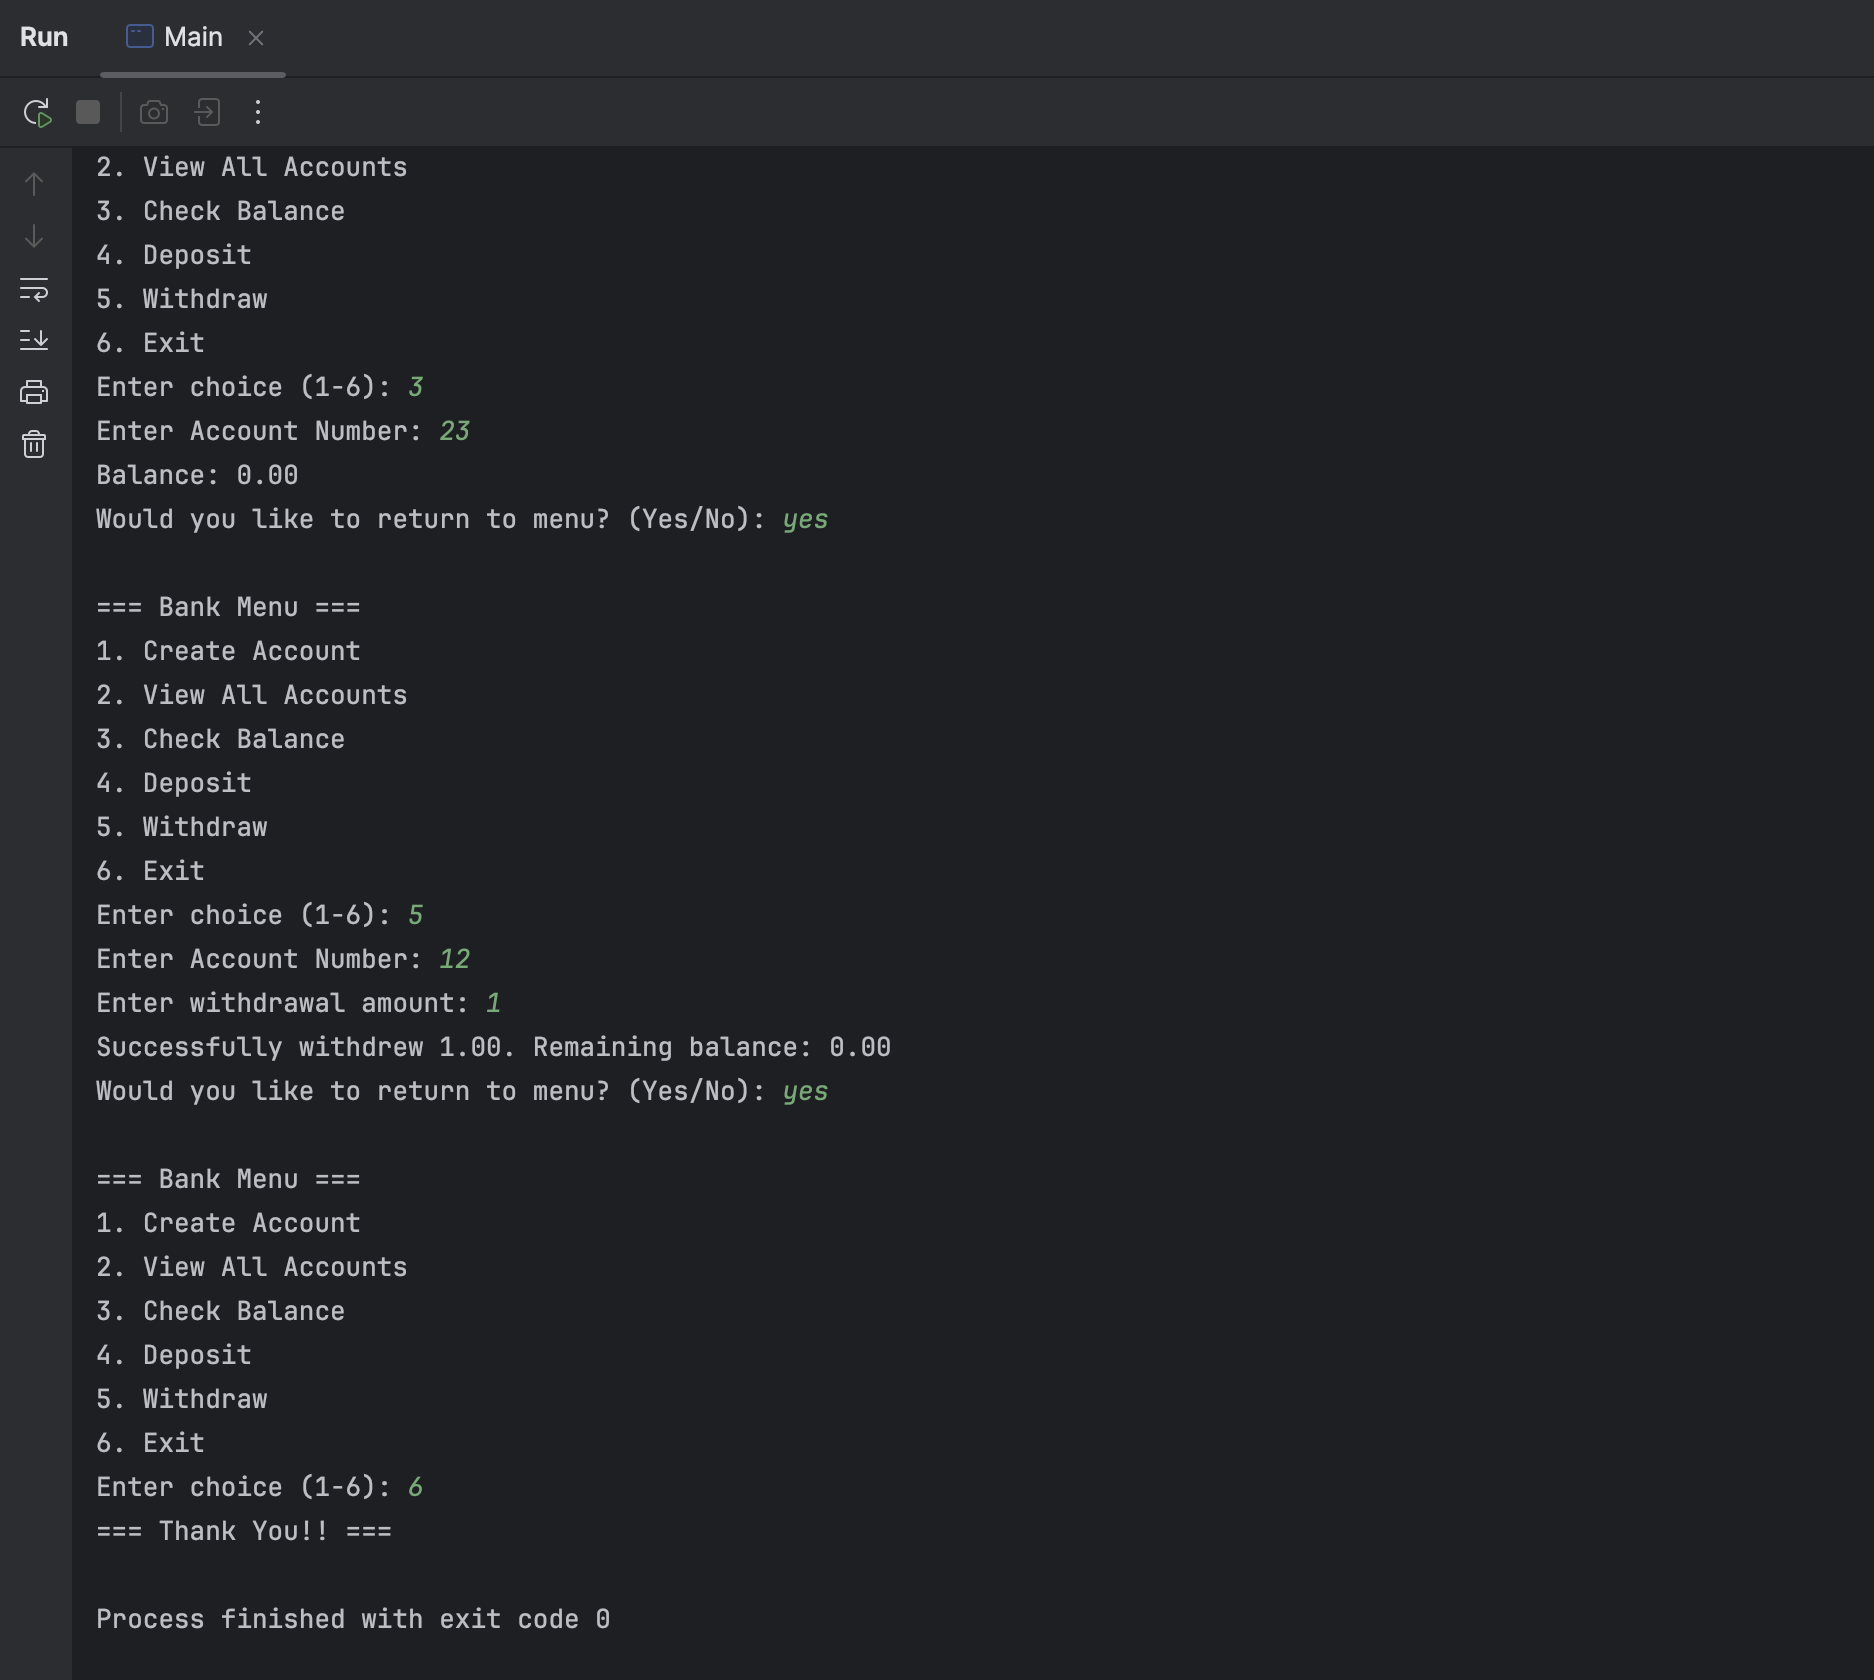 Run Main
2. View All Accounts
3. Check Balance
4. Deposit
5. Withdraw
6. Exit
Enter choice (1-6): 3
Enter Account Number: 23
Balance: 0.00
Would you like to return to menu? (Yes/No): yes
=== Bank Menu ===
1. Create Account
2. View All Accounts
3. Check Balance
4. Deposit
5. Withdraw
6. Exit
Enter choice (1-6): 5
Enter Account Number: 12
Enter withdrawal amount: 1
Successfully withdrew 1.00. Remaining balance: 0.00
Would you like to return to menu? (Yes/No): yes
=== Bank Menu ===
1. Create Account
2. View All Accounts
3. Check Balance
4. Deposit
5. Withdraw
6. Exit
Enter choice (1-6): 6
=== Thank You!! ===
Process finished with exit code 0